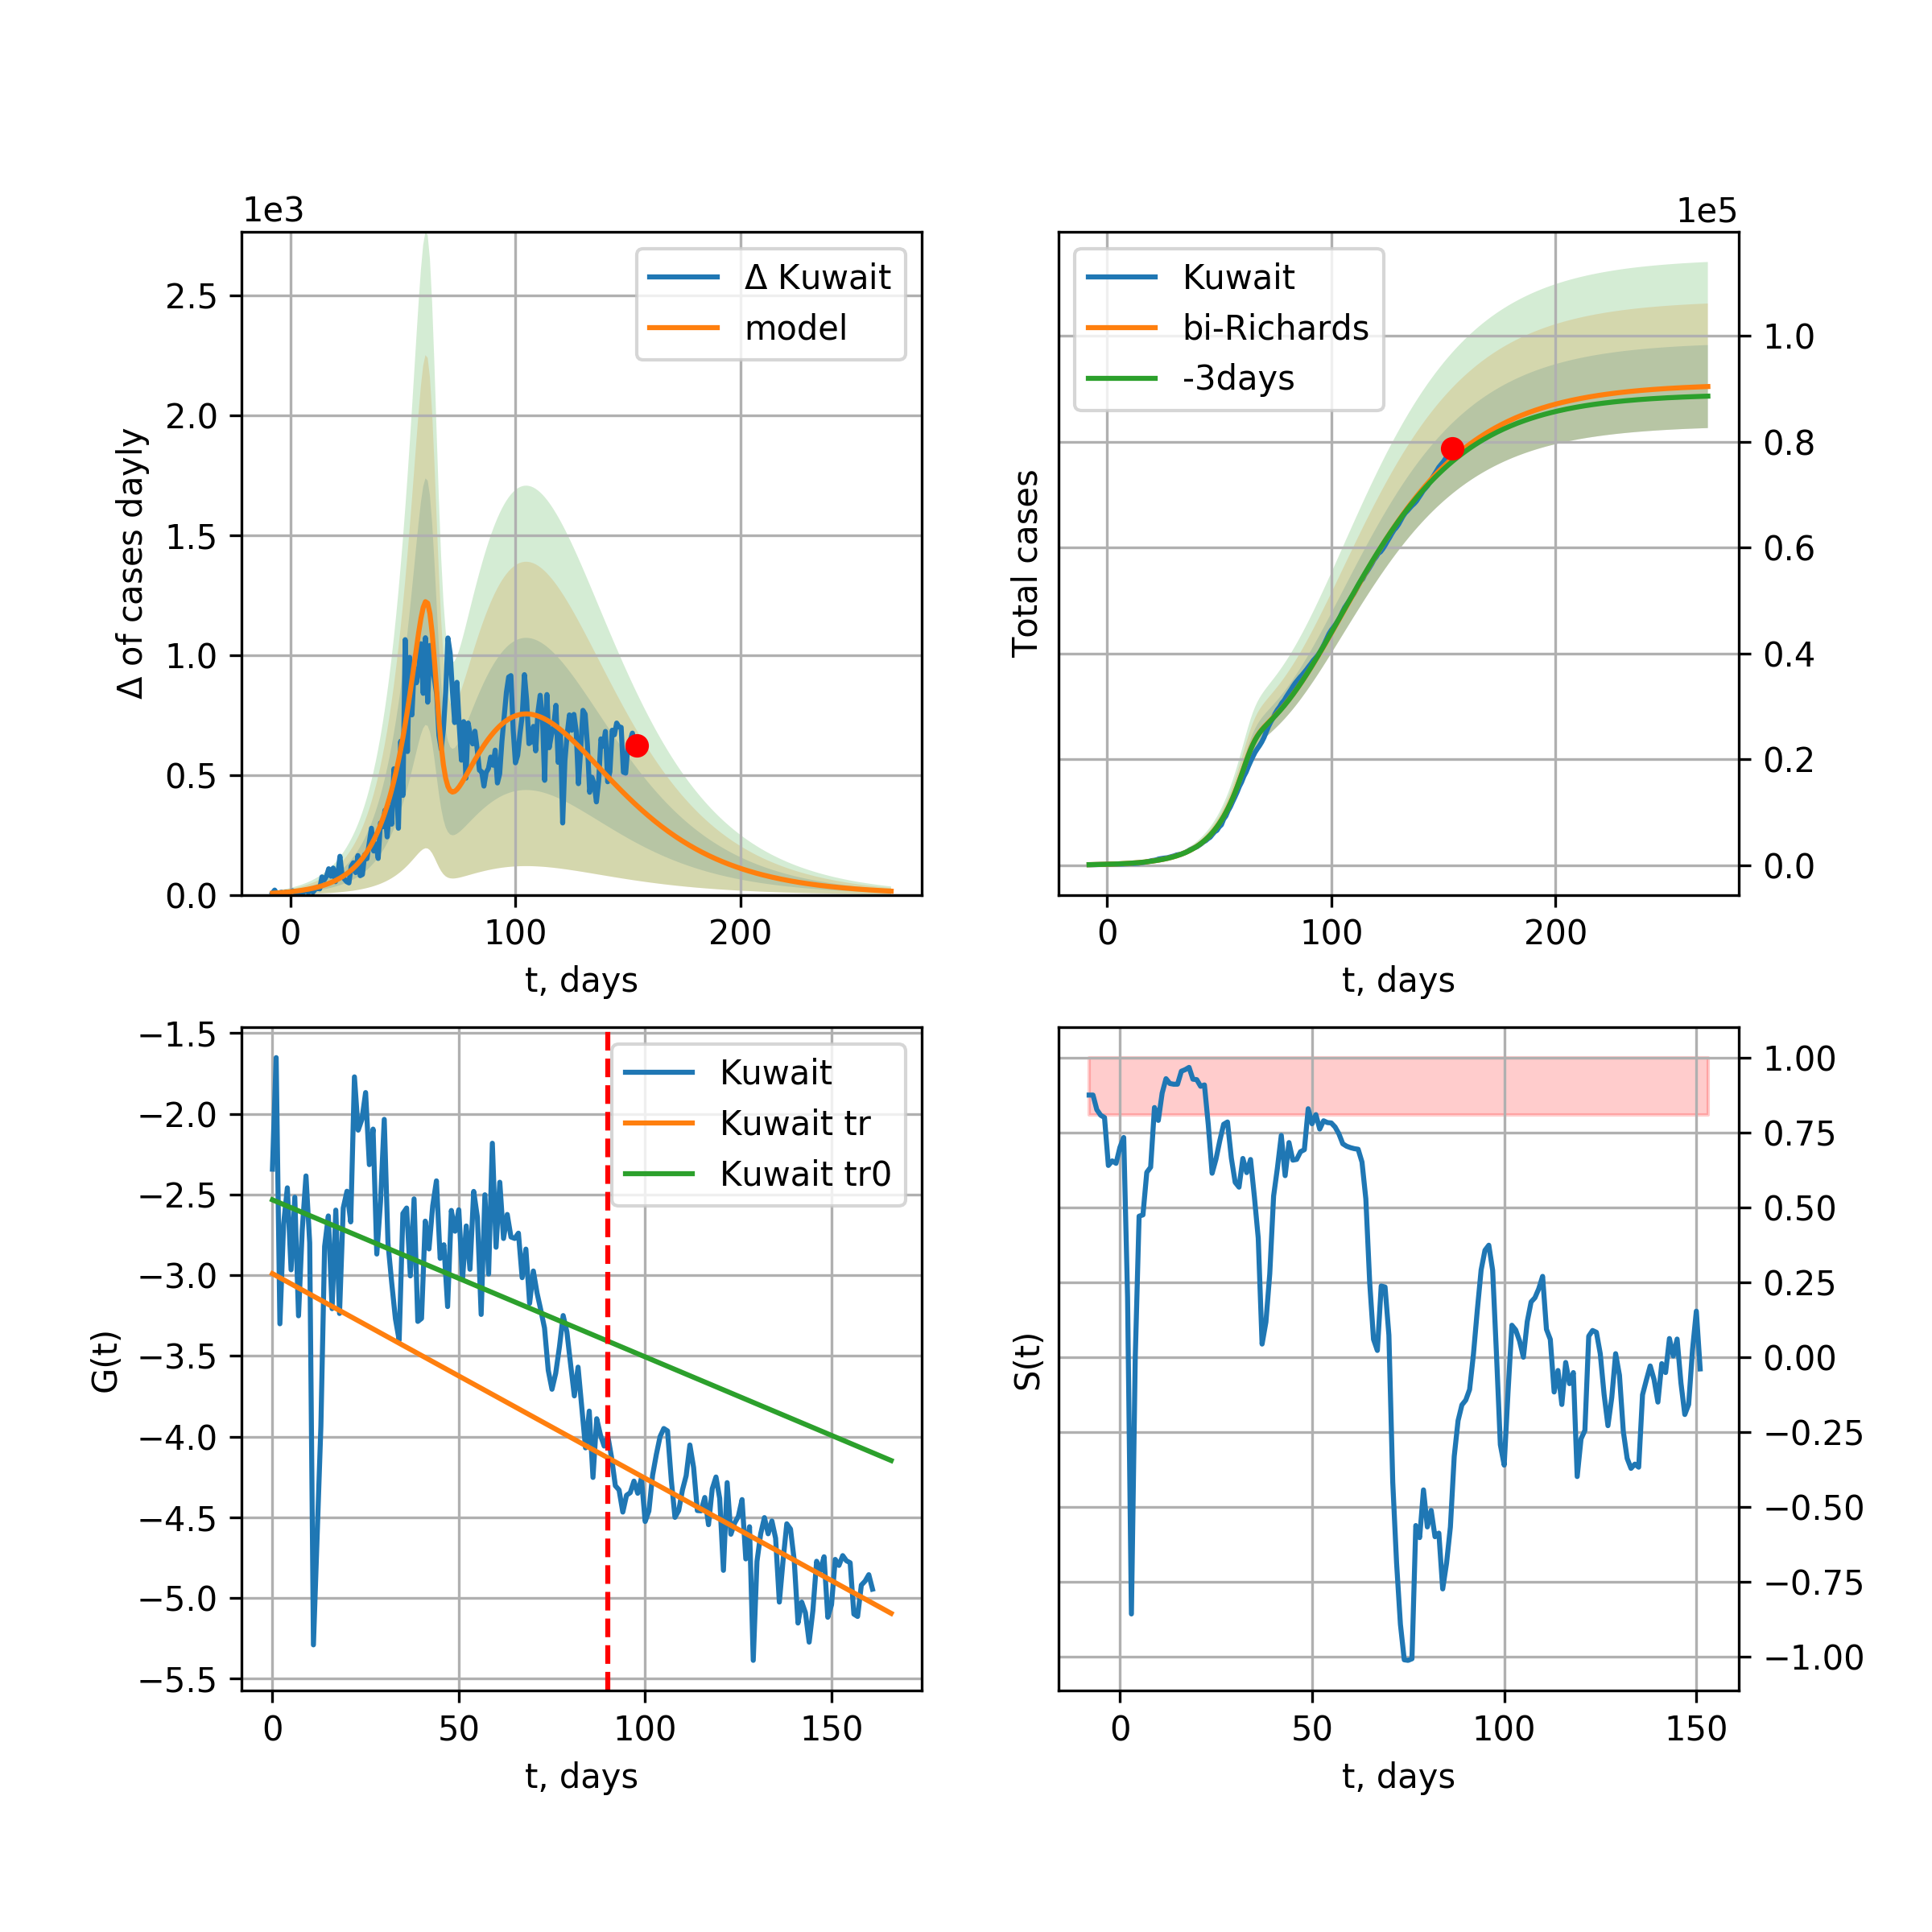 1e3
Δ of cases dayly
2.5
2.0
1.5
1.0
0.5
0.0
0 100 200
t, days
Δ Kuwait
model
1e5
Total cases
1.0
0.8
0.6
0.4
0.2
0.0
0 100 200
t, days
Kuwait
bi-Richards
-3days
G(t)
−1.5
−2.0
−2.5
−3.0
−3.5
−4.0
−4.5
−5.0
−5.5
0 50 100 150
t, days
Kuwait
Kuwait tr
Kuwait tr0
S(t)
1.00
0.75
0.50
0.25
0.00
−0.25
−0.50
−0.75
−1.00
0 50 100 150
t, days